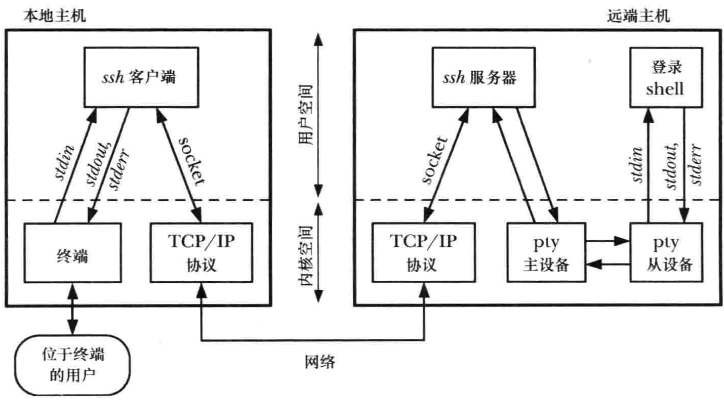 本地主机
远端主机
ssh 客户端
stdin
stdout,
stderr
socket
终端
TCP/IP
协议
位于终端
的用户
用户空间
内核空间
网络
ssh 服务器
登录
shell
socket
stdin
stdout,
stderr
TCP/IP
协议
pty
主设备
pty
从设备